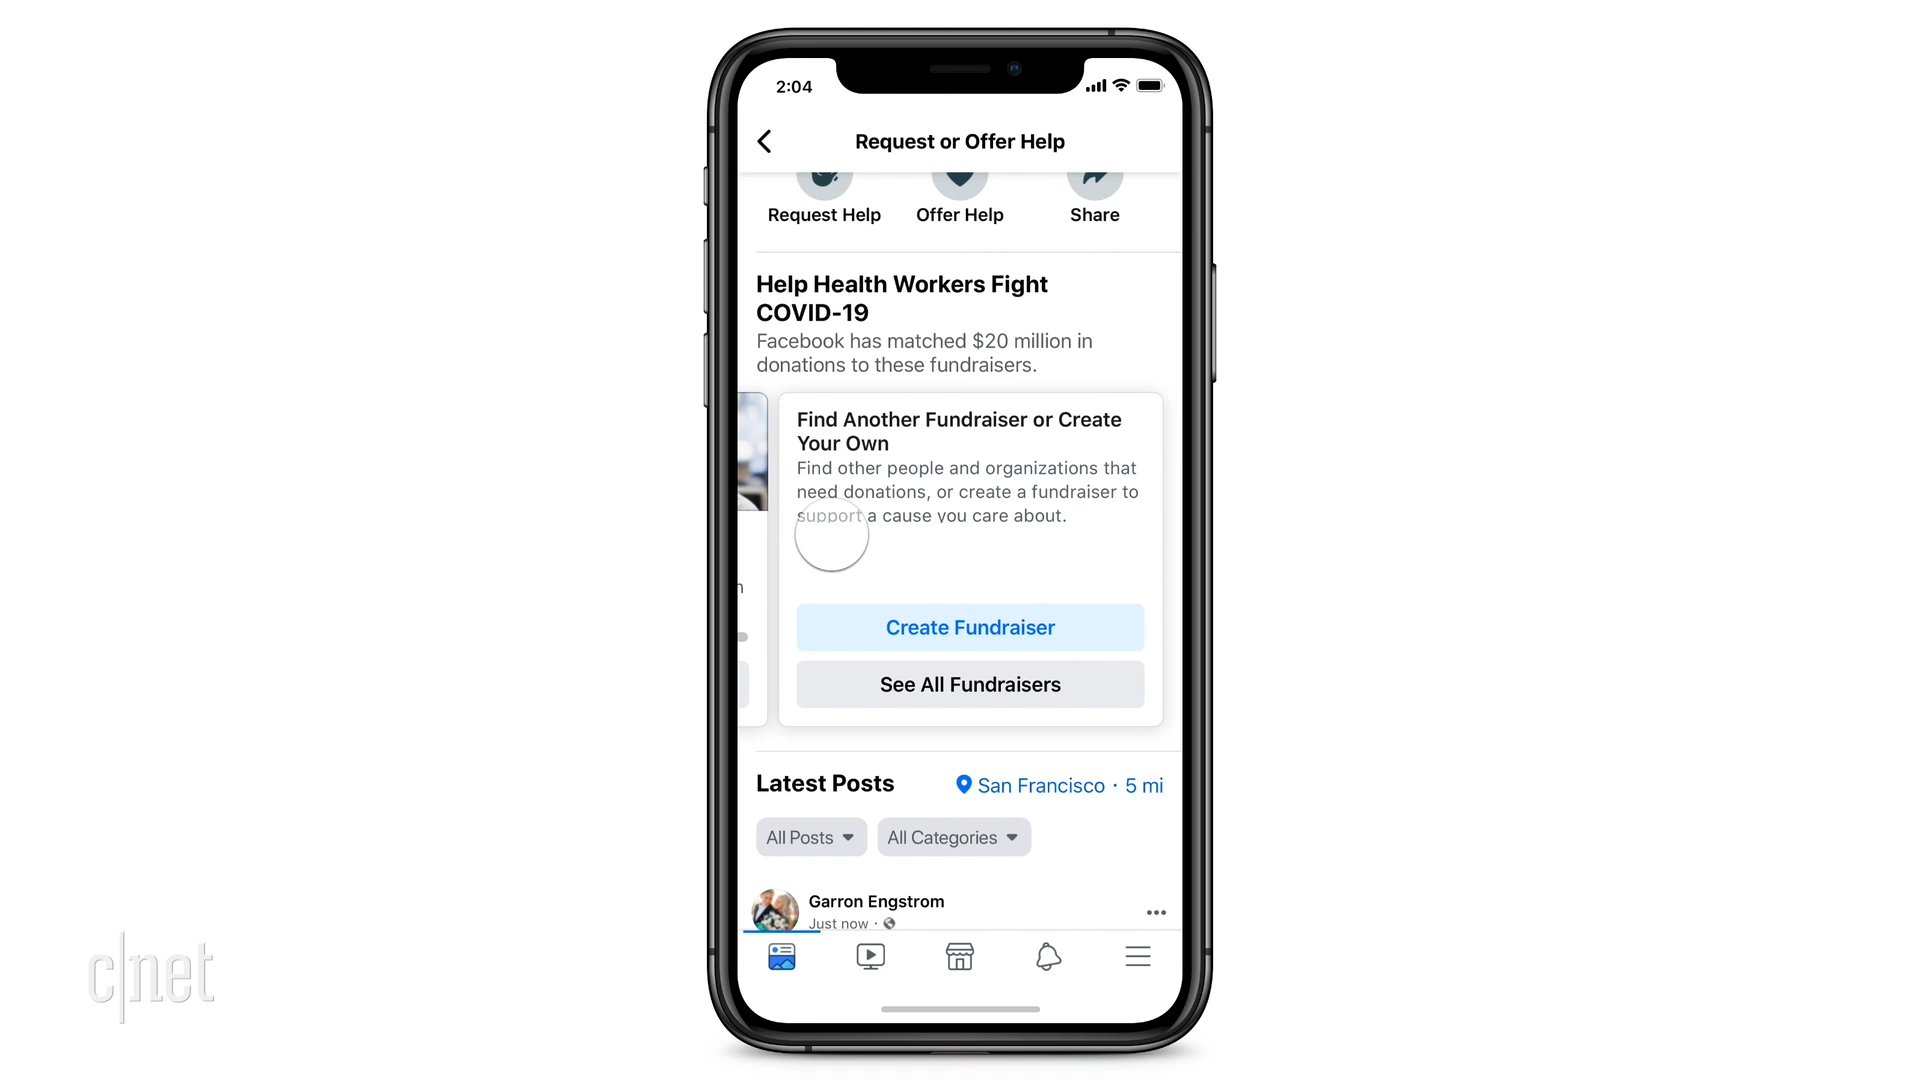 2:04
Request or Offer Help
Request Help
Offer Help
Share
Help Health Workers Fight
COVID-19
Facebook has matched $20 million in
donations to these fundraisers.
Find Another Fundraiser or Create
Your Own
Find other people and organizations that
need donations, or create a fundraiser to
support a cause you care about.
n
Create Fundraiser
See All Fundraisers
Latest Posts
San Francisco · 5 mi
All Posts
All Categories
Garron Engstrom
Just now ·
c|net